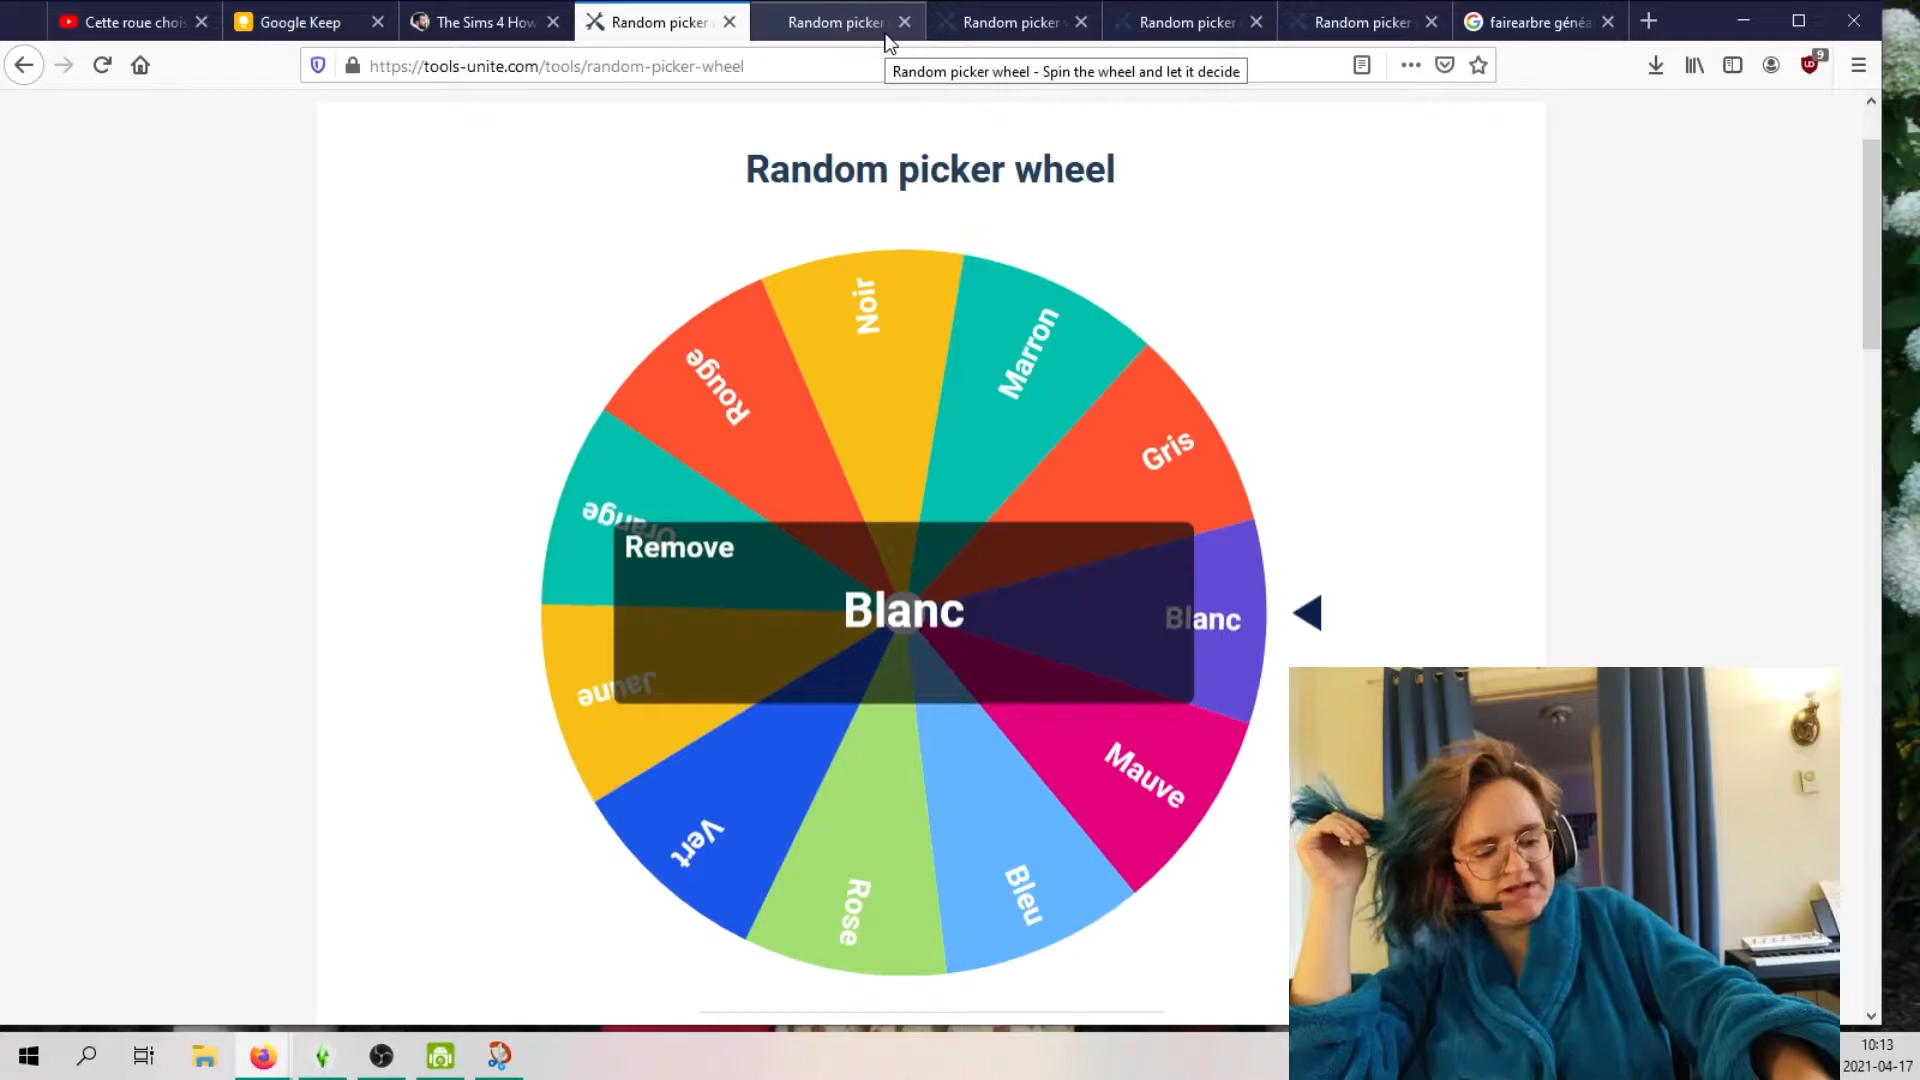 Cette roue chois
Google Keep
The Sims 4 How
Random picker
Random picker
Random picker
Random picker
Random picker
fairearbre généa
https://tools-unite.com/tools/random-picker-wheel
Random picker wheel - Spin the wheel and let it decide
9
Random picker wheel
Noir
Marron
Rouge
Gris
Orange
Remove
Blanc
Blanc
Jaune
Mauve
Vert
Rose
Bleu
10:13
2021-04-17